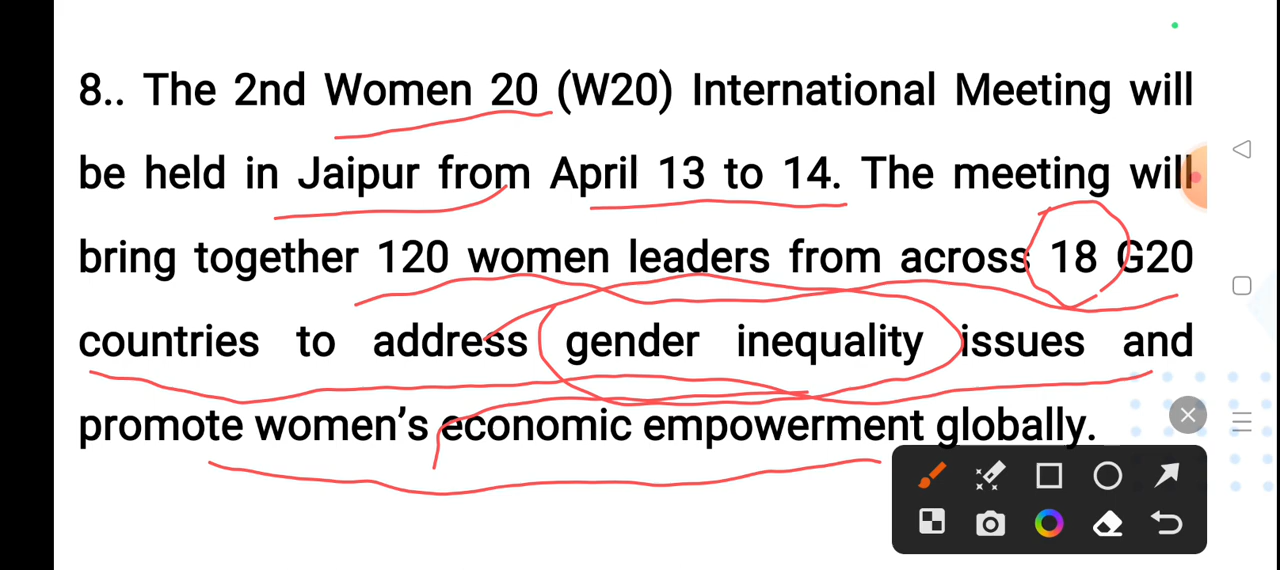 8.. The 2nd Women 20 (W20) International Meeting will
be held in Jaipur from April 13 to 14. The meeting will
bring together 120 women leaders from across 18 G20
countries to address gender inequality issues and
promote women's economic empowerment globally.